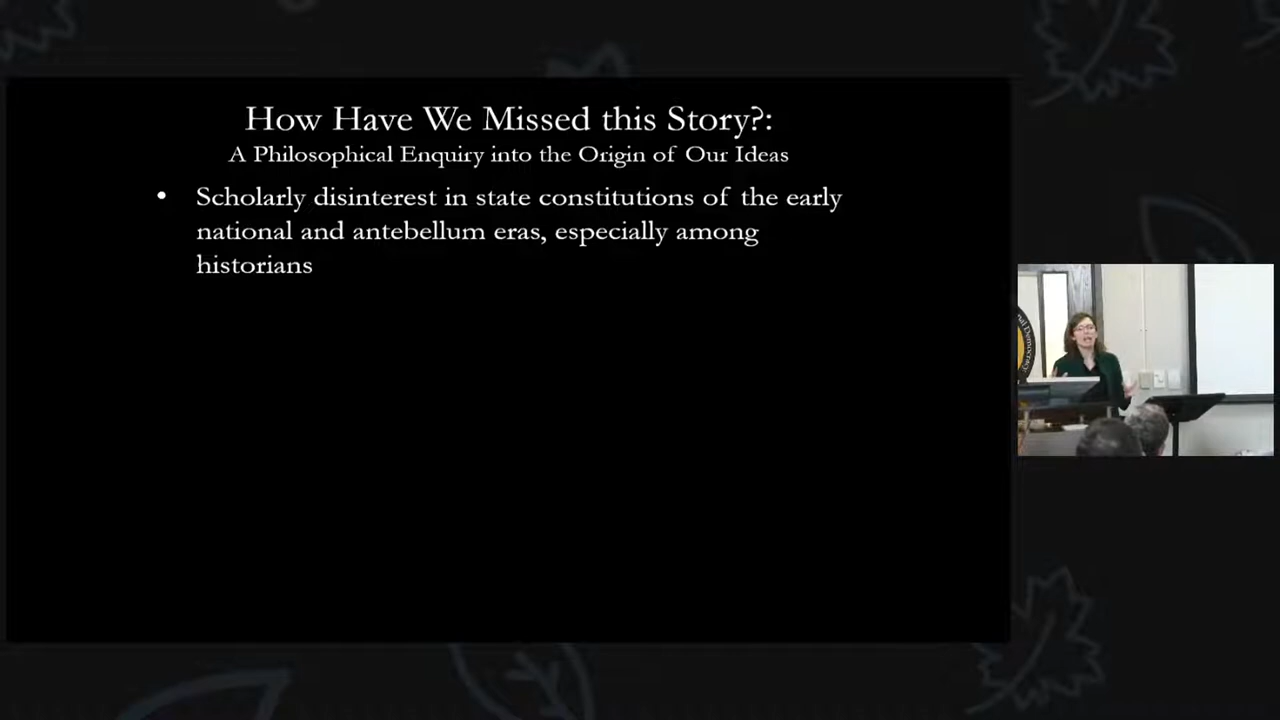 How Have We Missed this Story?:
A Philosophical Enquiry into the Origin of Our Ideas
• Scholarly disinterest in state constitutions of the early
national and antebellum eras, especially among
historians
Democracy